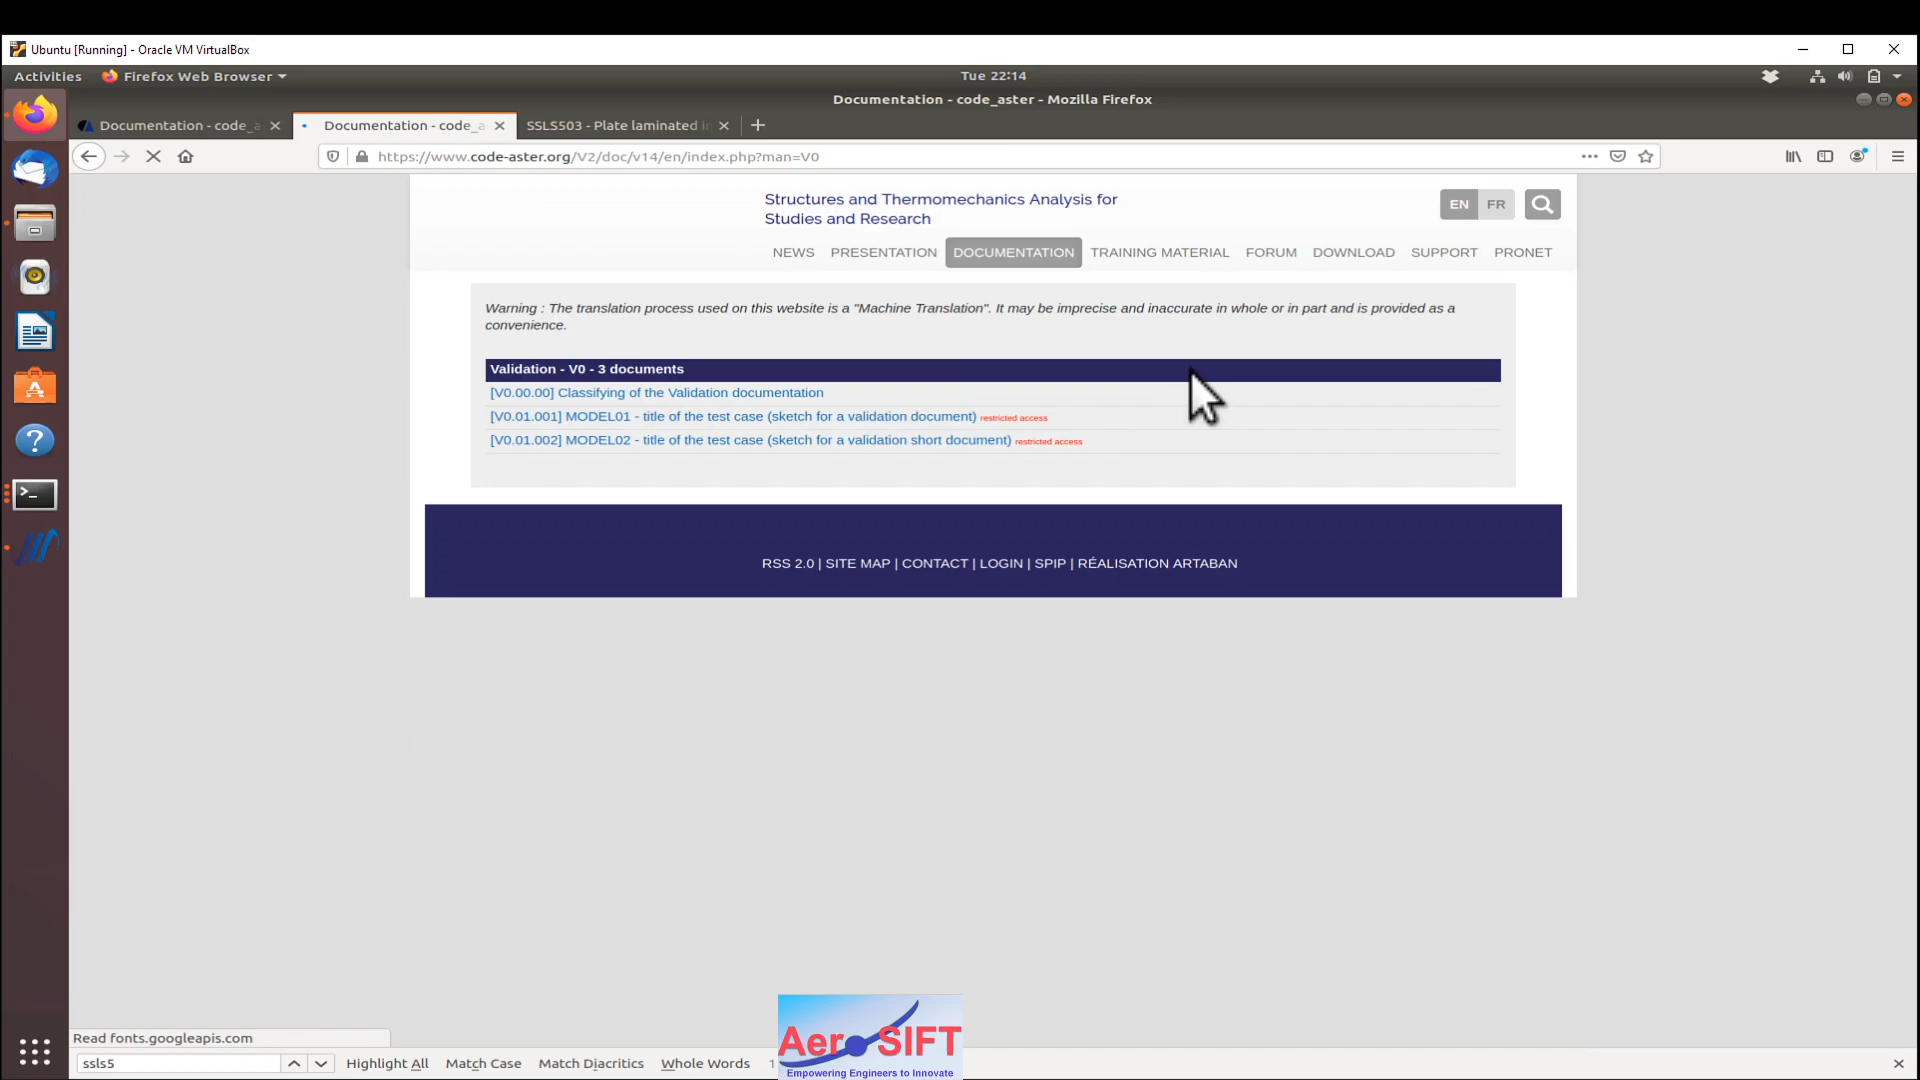 Ubuntu [Running] - Oracle VM VirtualBox
Activities Firefox Web Browser Tue 22:14
Documentation - code_aster - Mozilla Firefox
Documentation - code_a Documentation - code_a SSLS503 - Plate laminated i
https://www.code-aster.org/V2/doc/v14/en/index.php?man=V0
Structures and Thermomechanics Analysis for
Studies and Research
EN FR
NEWS PRESENTATION DOCUMENTATION TRAINING MATERIAL FORUM DOWNLOAD SUPPORT PRONET
Warning : The translation process used on this website is a "Machine Translation". It may be imprecise and inaccurate in whole or in part and is provided as a
convenience.
Validation - V0 - 3 documents
[V0.00.00] Classifying of the Validation documentation
[V0.01.001] MODEL01 - title of the test case (sketch for a validation document) restricted access
[V0.01.002] MODEL02 - title of the test case (sketch for a validation short document) restricted access
RSS 2.0 | SITE MAP | CONTACT | LOGIN | SPIP | RÉALISATION ARTABAN
Read fonts.googleapis.com
ssls5 Highlight All Match Case Match Diacritics Whole Words 1
AeroSIFT
Empowering Engineers to Innovate